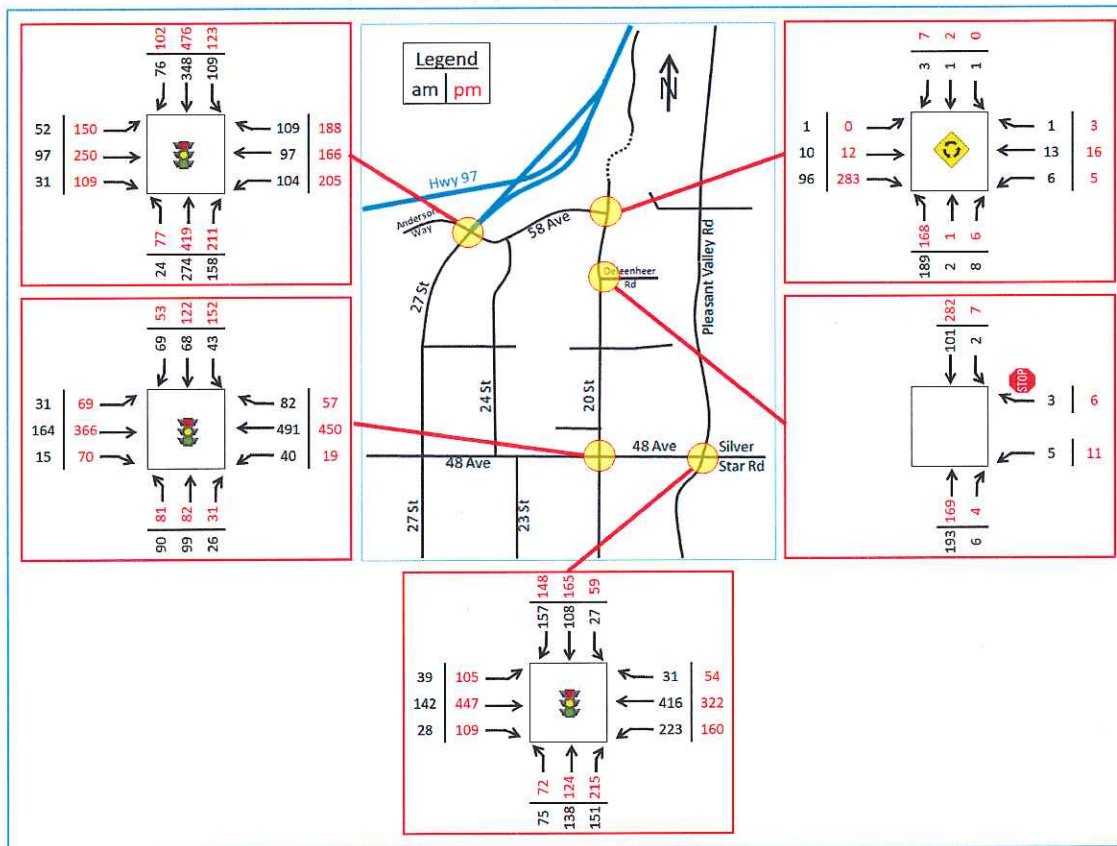 102 476 123
76 348 109
52 150
97 250
31 109
109 188
97 166
104 205
77 419 211
24 274 158
Legend
am pm
N
Hwy 97
Anderson Way
58 Ave
27 St
24 St
20 St
Deleenheer
Rd
Pleasant Valley Rd
48 Ave
48 Ave
Silver
Star Rd
27 St
23 St
7 2 0
3 1 1
1 0
10 12
96 283
1 3
13 16
6 5
168 1 6
189 2 8
53 122 152
69 68 43
31 69
164 366
15 70
82 57
491 450
40 19
81 82 31
90 99 26
282 7
101 2
STOP
3 6
5 11
169 4
193 6
148 165 59
157 108 27
39 105
142 447
28 109
31 54
416 322
223 160
72 124 215
75 138 151